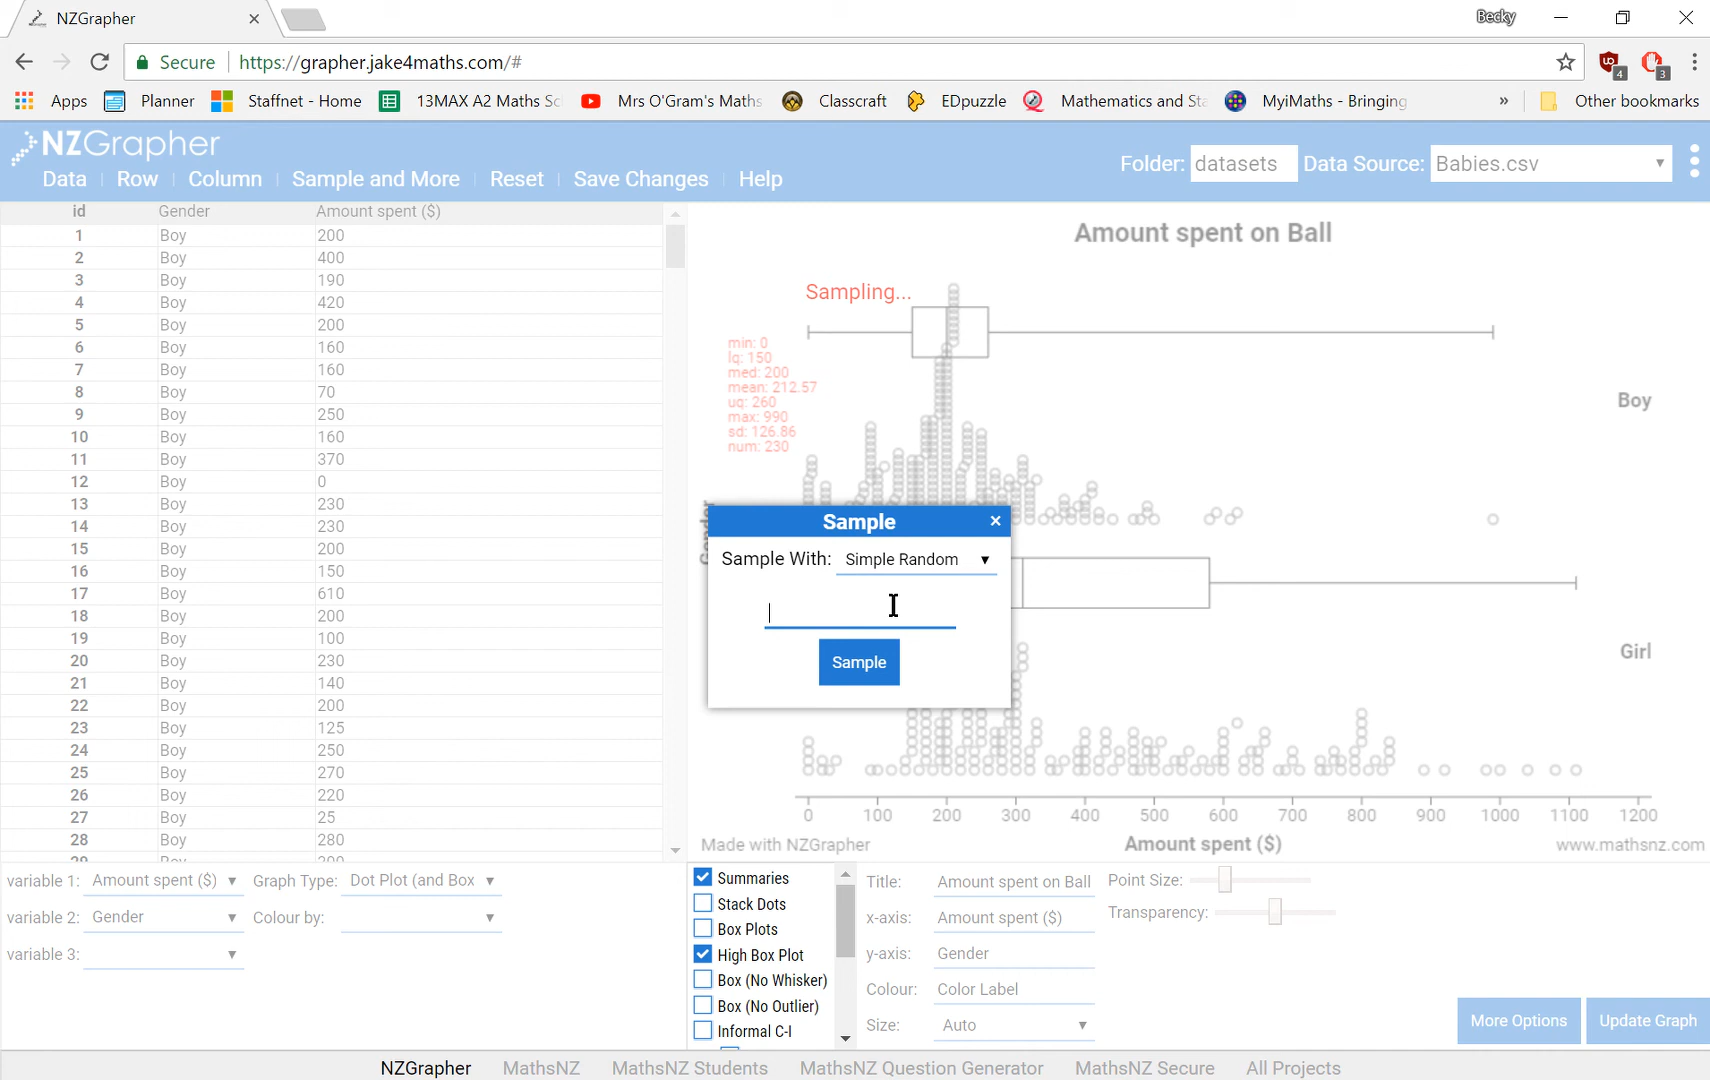 NZGrapher
Becky
Secure
https://grapher.jake4maths.com/#
4
3
Apps
Planner
Staffnet - Home
13MAX A2 Maths Sc
Mrs O'Gram's Maths
Classcraft
EDpuzzle
Mathematics and Sta
MyiMaths - Bringing
»
Other bookmarks
NZGrapher
Folder: datasets Data Source: Babies.csv
Data Row Column Sample and More Reset Save Changes Help
id Gender Amount spent ($)
1 Boy 200
2 Boy 400
3 Boy 190
4 Boy 420
5 Boy 200
6 Boy 160
7 Boy 160
8 Boy 70
9 Boy 250
10 Boy 160
11 Boy 370
12 Boy 0
13 Boy 230
14 Boy 230
15 Boy 200
16 Boy 150
17 Boy 610
18 Boy 200
19 Boy 100
20 Boy 230
21 Boy 140
22 Boy 200
23 Boy 125
24 Boy 250
25 Boy 270
26 Boy 220
27 Boy 25
28 Boy 280
Amount spent on Ball
Sampling...
min: 0
lq: 150
med: 200
mean: 212.57
uq: 260
max: 990
sd: 126.86
num: 230
Boy
Sample
Sample With: Simple Random
Sample
Girl
0 100 200 300 400 500 600 700 800 900 1000 1100 1200
Made with NZGrapher
Amount spent ($)
www.mathsnz.com
variable 1: Amount spent ($) Graph Type: Dot Plot (and Box
variable 2: Gender Colour by:
variable 3:
Summaries
Stack Dots
Box Plots
High Box Plot
Box (No Whisker)
Box (No Outlier)
Informal C-I
Title: Amount spent on Ball
x-axis: Amount spent ($)
y-axis: Gender
Colour: Color Label
Size: Auto
Point Size:
Transparency:
More Options
Update Graph
NZGrapher MathsNZ MathsNZ Students MathsNZ Question Generator MathsNZ Secure All Projects